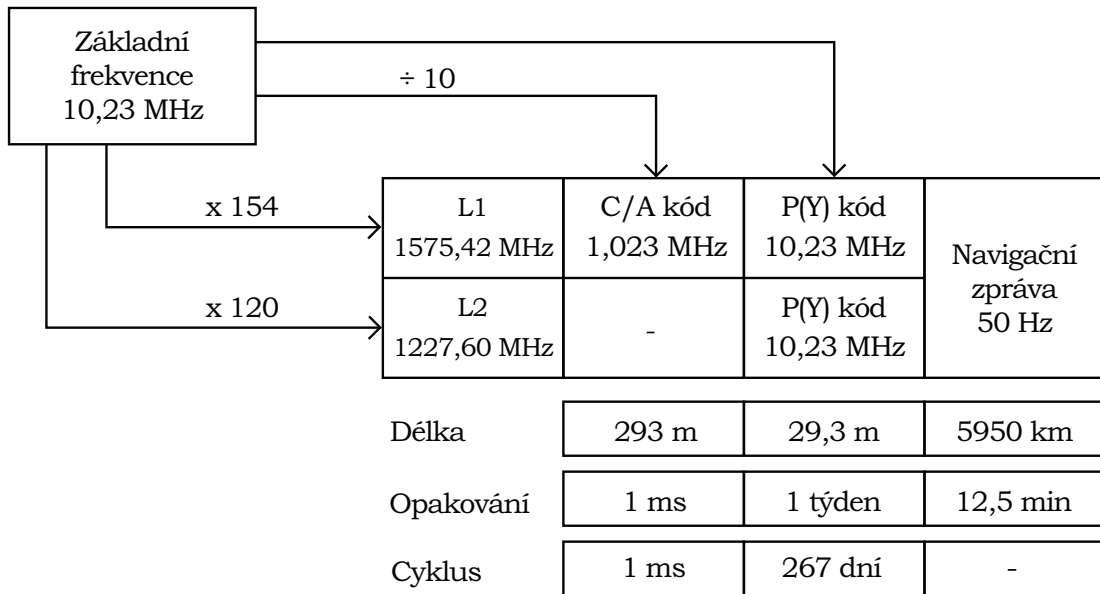 Základní
frekvence
10,23 MHz
÷ 10
x 154
L1
1575,42 MHz
C/A kód
1,023 MHz
P(Y) kód
10,23 MHz
Navigační
zpráva
50 Hz
x 120
L2
1227,60 MHz
-
P(Y) kód
10,23 MHz
Délka 293 m 29,3 m 5950 km
Opakování 1 ms 1 týden 12,5 min
Cyklus 1 ms 267 dní -